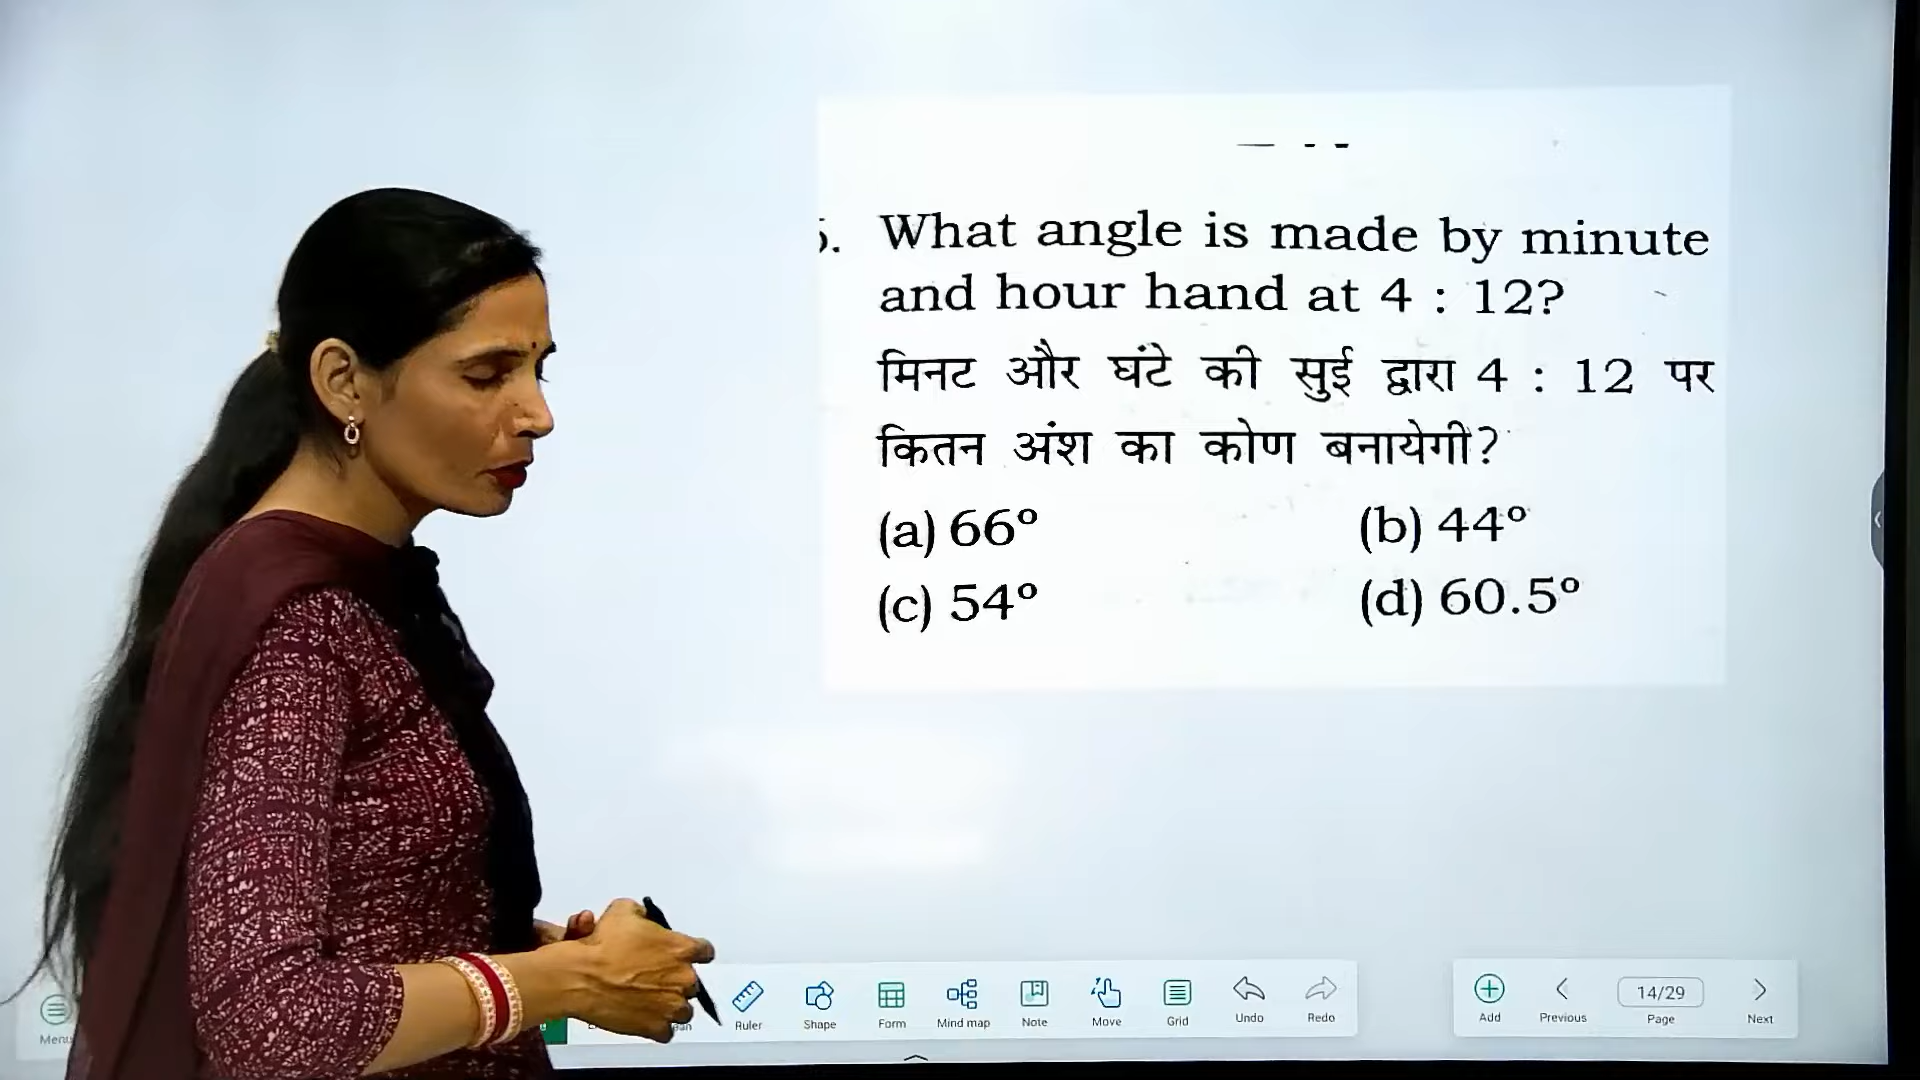 5. What angle is made by minute
and hour hand at 4 : 12?
मिनट और घंटे की सुई द्वारा 4 : 12 पर
कितन अंश का कोण बनायेगी?
(a) 66° (b) 44°
(c) 54° (d) 60.5°
Menu Ruler Shape Form Mind map Note Move Grid Undo Redo Add Previous 14/29 Page Next